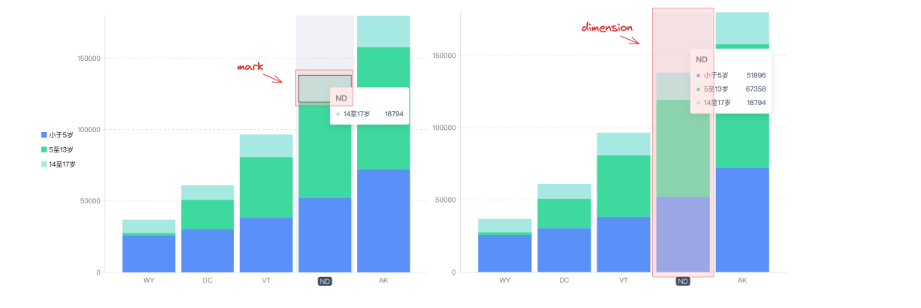 mark
150000
100000
50000
0
小于5岁
5至13岁
14至17岁
ND
14至17岁 18794
WY DC VT ND AK
dimension
150000
100000
50000
0
ND
小于5岁 51896
5至13岁 67358
14至17岁 18794
WY DC VT ND AK